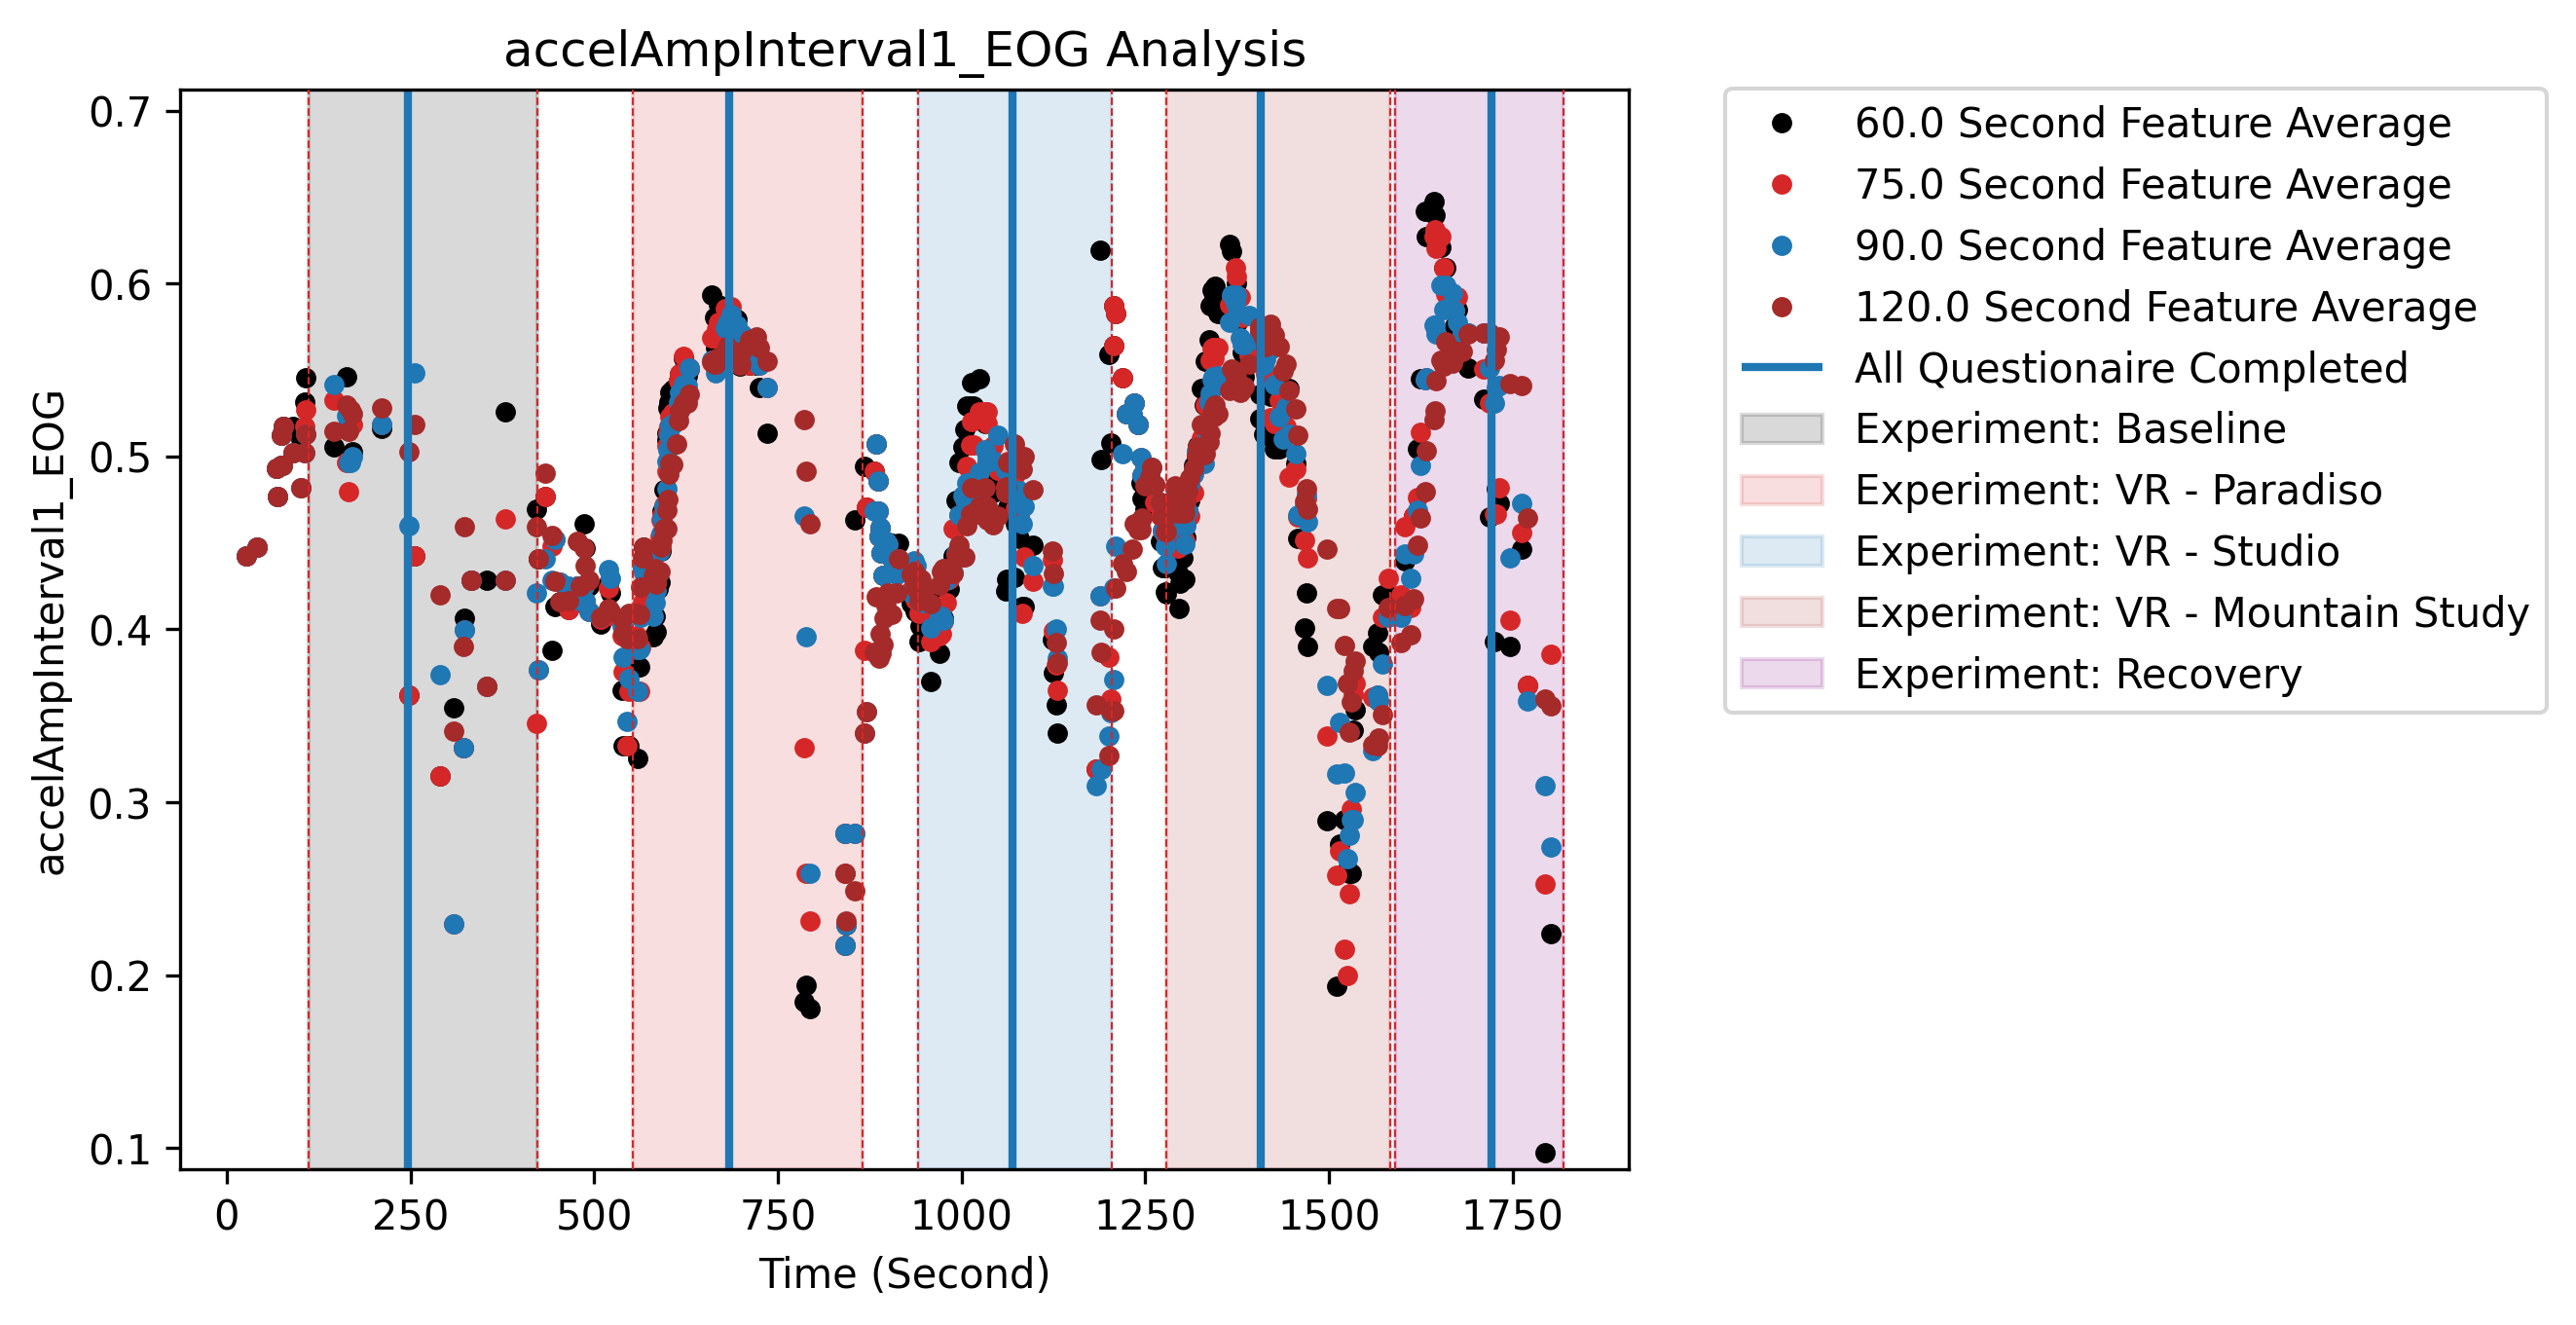 accelAmpInterval1_EOG Analysis
accelAmpInterval1_EOG
0.7
0.6
0.5
0.4
0.3
0.2
0.1
0 250 500 750 1000 1250 1500 1750
Time (Second)
60.0 Second Feature Average
75.0 Second Feature Average
90.0 Second Feature Average
120.0 Second Feature Average
All Questionaire Completed
Experiment: Baseline
Experiment: VR - Paradiso
Experiment: VR - Studio
Experiment: VR - Mountain Study
Experiment: Recovery